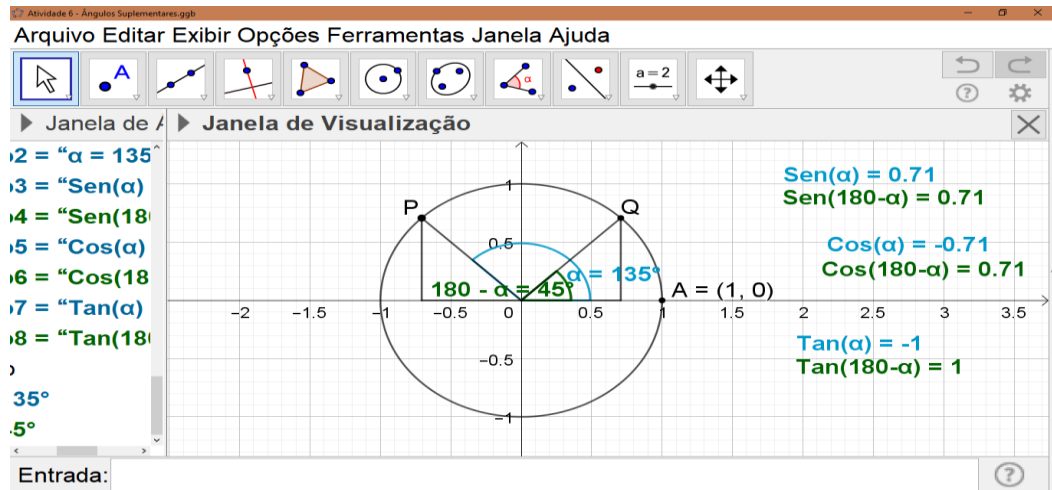 Atividade 6 - Ângulos Suplementares.ggb
Arquivo Editar Exibir Opções Ferramentas Janela Ajuda
A
α
a = 2
Janela de Janela de Visualização
2 = “α = 135
3 = “Sen(α)
4 = “Sen(18
5 = “Cos(α)
6 = “Cos(18
7 = “Tan(α)
8 = “Tan(18
35°
5°
Sen(α) = 0.71
Sen(180-α) = 0.71
Cos(α) = -0.71
Cos(180-α) = 0.71
Tan(α) = -1
Tan(180-α) = 1
1
P Q
0.5
α = 135°
180 - α = 45°
A = (1, 0)
−2 −1.5 −1 −0.5 0 0.5 1 1.5 2 2.5 3 3.5
−0.5
−1
Entrada: